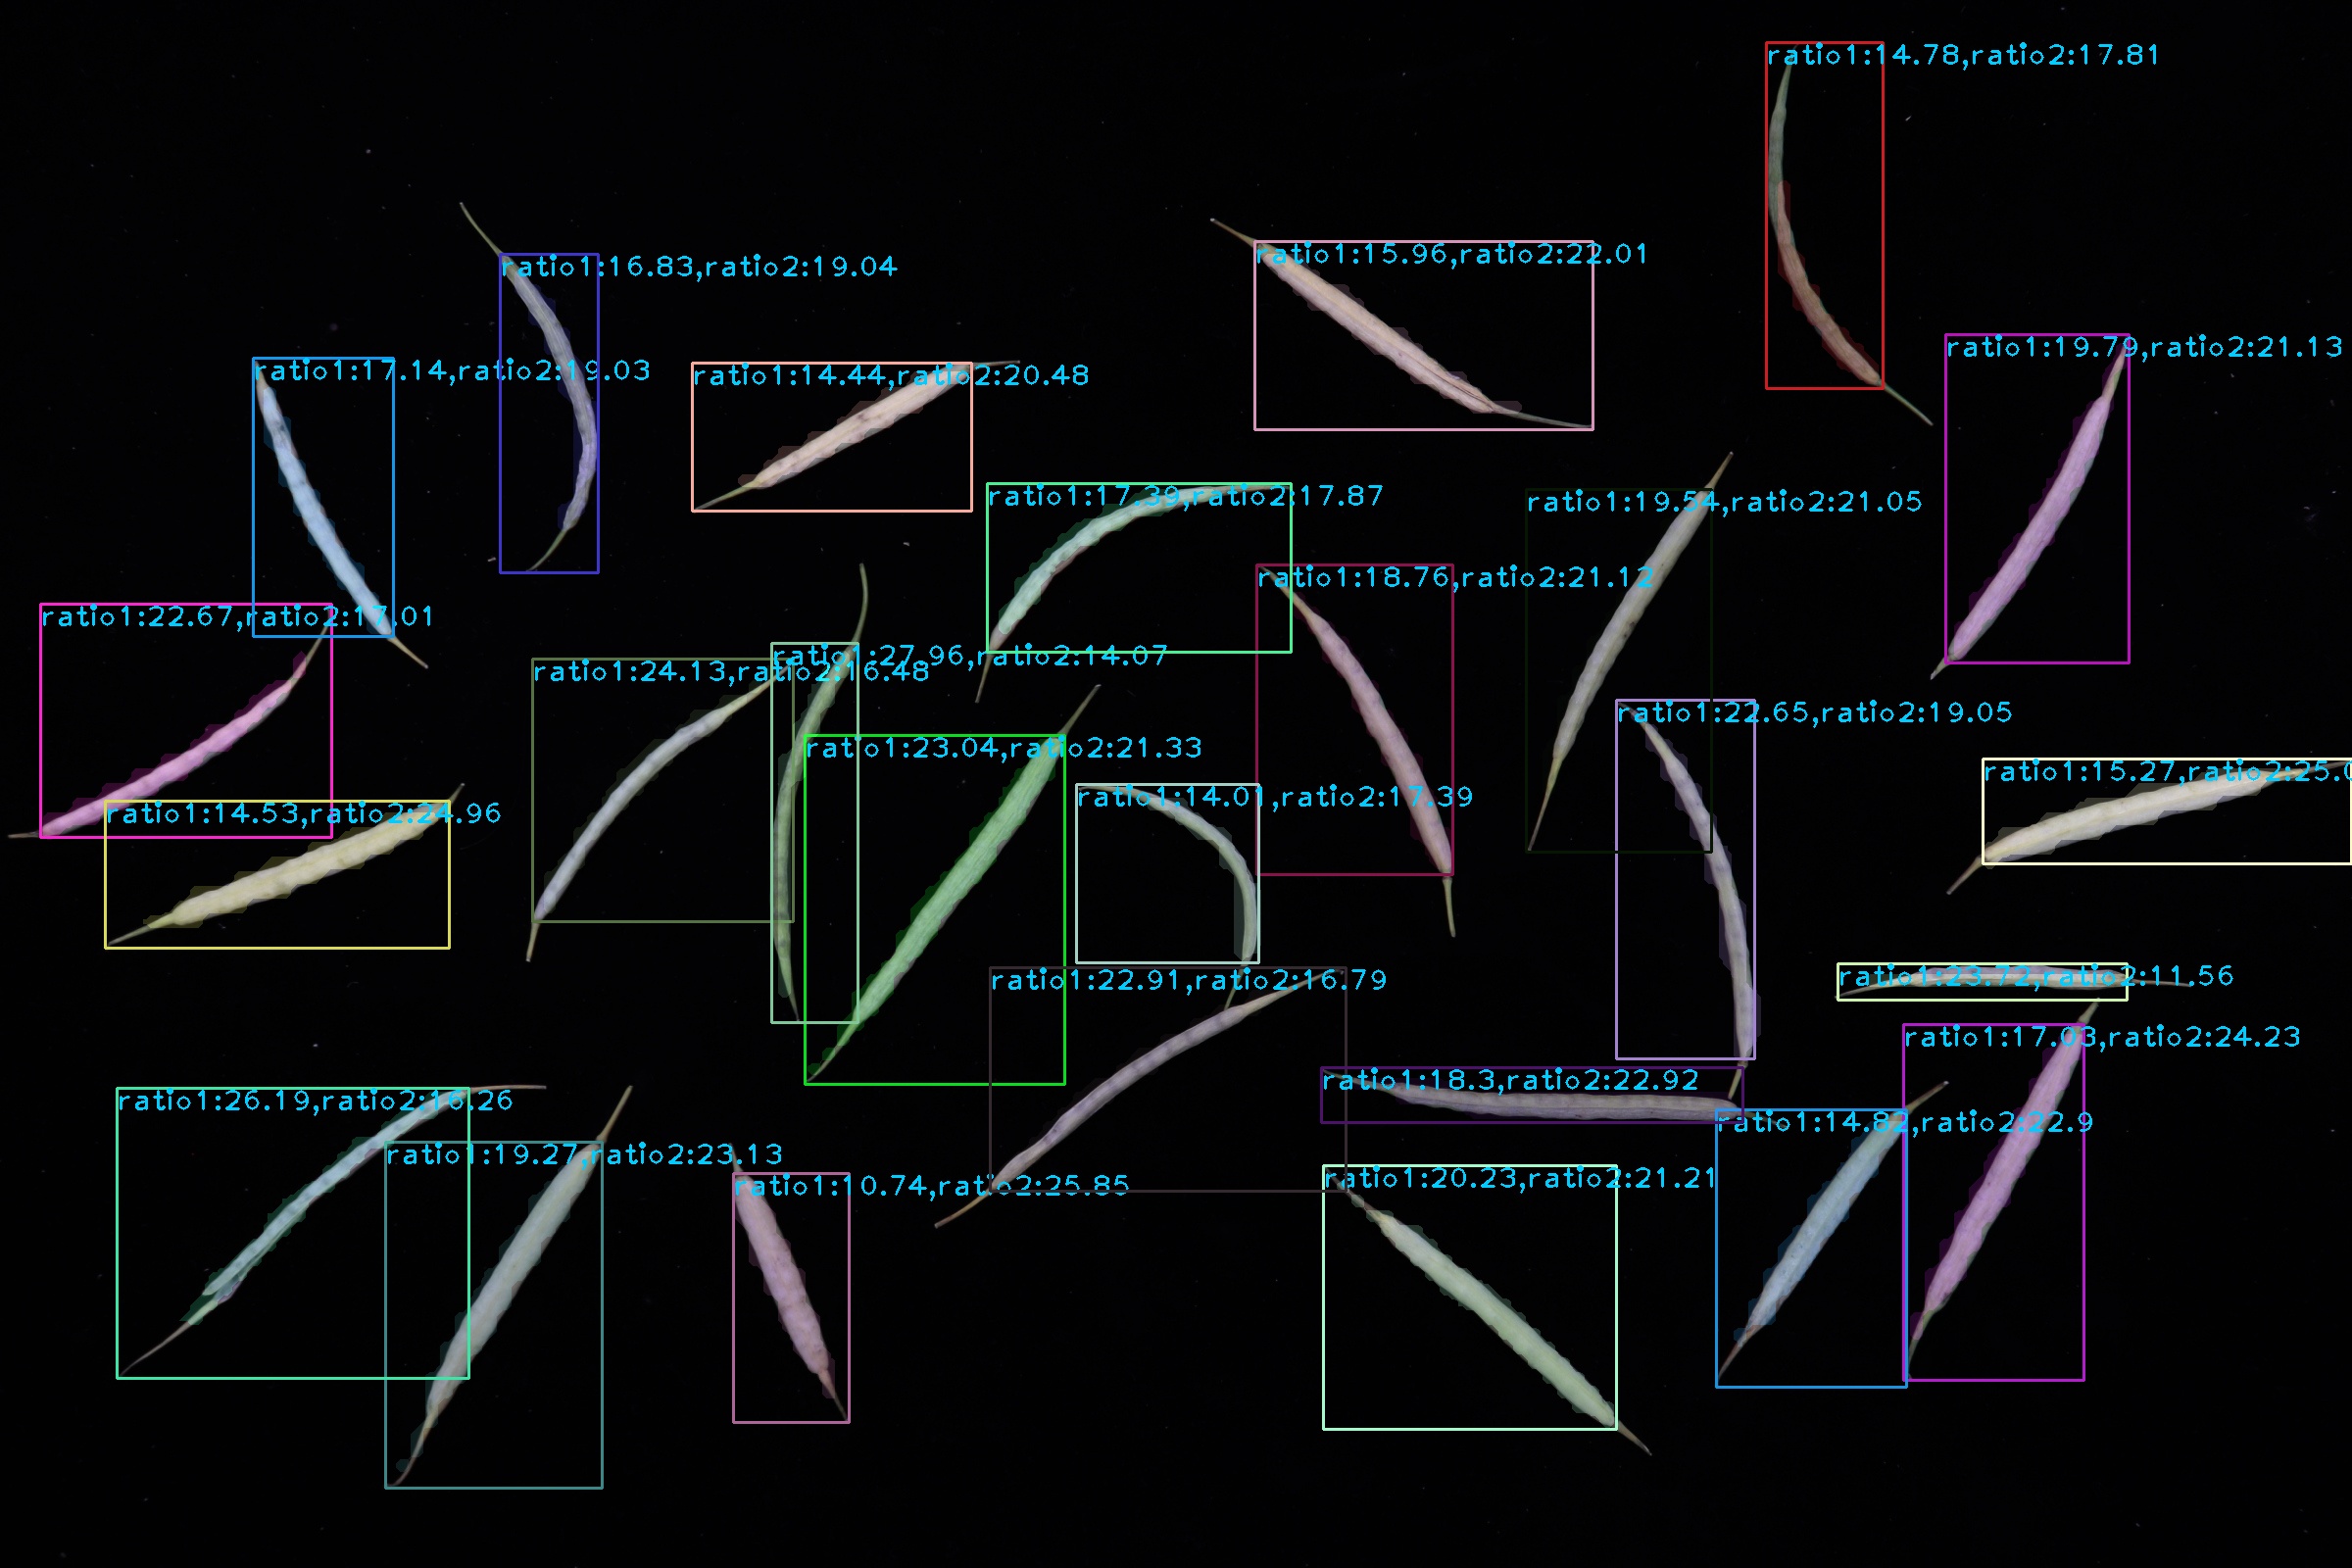 ratio1:14.78,ratio2:17.81
ratio1:15.96,ratio2:22.01
ratio1:16.83,ratio2:19.04
ratio1:19.79,ratio2:21.13
ratio1:17.14,ratio2:19.03
ratio1:14.44,ratio2:20.48
ratio1:17.39,ratio2:17.87
ratio1:19.54,ratio2:21.05
ratio1:18.76,ratio2:21.12
ratio1:22.67,ratio2:17.01
ratio1:27.96,ratio2:14.07
ratio1:24.13,ratio2:16.48
ratio1:22.65,ratio2:19.05
ratio1:23.04,ratio2:21.33
ratio1:15.27,ratio2:25.0
ratio1:14.01,ratio2:17.39
ratio1:14.53,ratio2:24.96
ratio1:23.72,ratio2:11.56
ratio1:22.91,ratio2:16.79
ratio1:17.03,ratio2:24.23
ratio1:18.3,ratio2:22.92
ratio1:26.19,ratio2:16.26
ratio1:14.82,ratio2:22.9
ratio1:19.27,ratio2:23.13
ratio1:20.23,ratio2:21.21
ratio1:10.74,ratio2:25.85